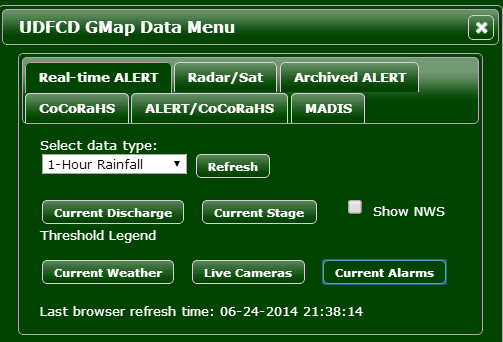 UDFCD GMap Data Menu
Real-time ALERT Radar/Sat Archived ALERT
CoCoRaHS ALERT/CoCoRaHS MADIS
Select data type:
1-Hour Rainfall Refresh
Current Discharge Current Stage Show NWS
Threshold Legend
Current Weather Live Cameras Current Alarms
Last browser refresh time: 06-24-2014 21:38:14